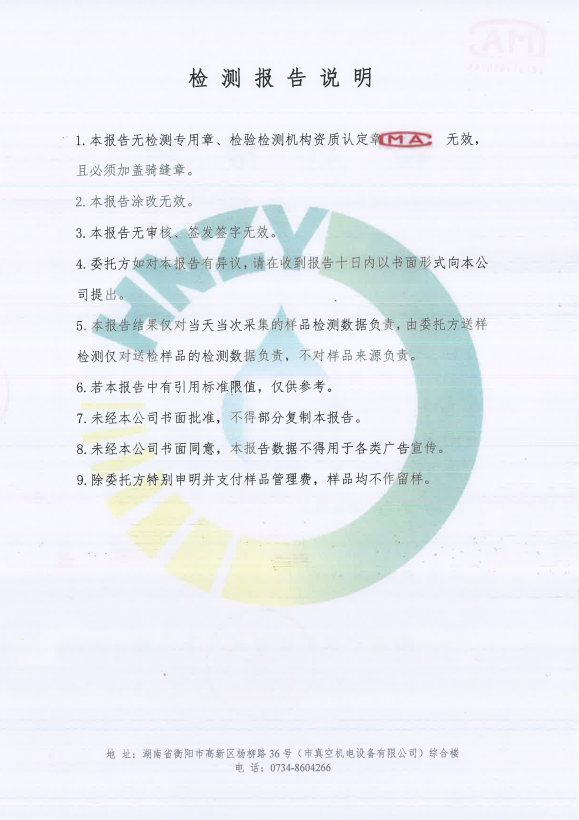 检测报告说明
1.本报告无检测专用章、检验检测机构资质认定章 MA 无效，
且必须加盖骑缝章。
2.本报告涂改无效。
3.本报告无审核、签发签字无效。
4.委托方如对本报告有异议，请在收到报告十日内以书面形式向本公
司提出。
5.本报告结果仅对当天当次采集的样品检测数据负责，由委托方送样
检测仅对送检样品的检测数据负责，不对样品来源负责。
6.若本报告中有引用标准限值，仅供参考。
7.未经本公司书面批准，不得部分复制本报告。
8.未经本公司书面同意，本报告数据不得用于各类广告宣传。
9.除委托方特别申明并支付样品管理费，样品均不作留样。
HNZY
地 址：湖南省衡阳市高新区杨柳路36号（市真空机电设备有限公司）综合楼
电 话：0734-8604266